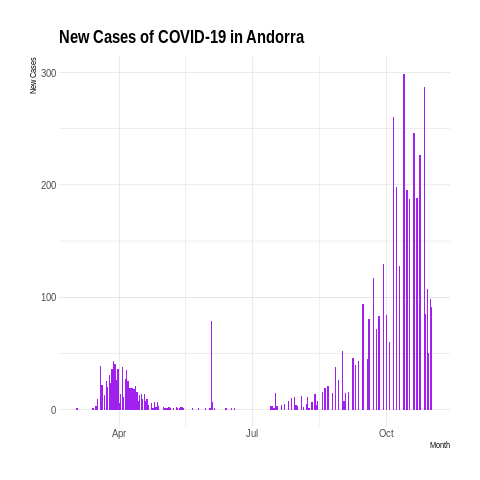 New Cases of COVID-19 in Andorra
New Cases
300
200
100
0
Apr
Jul
Oct
Month